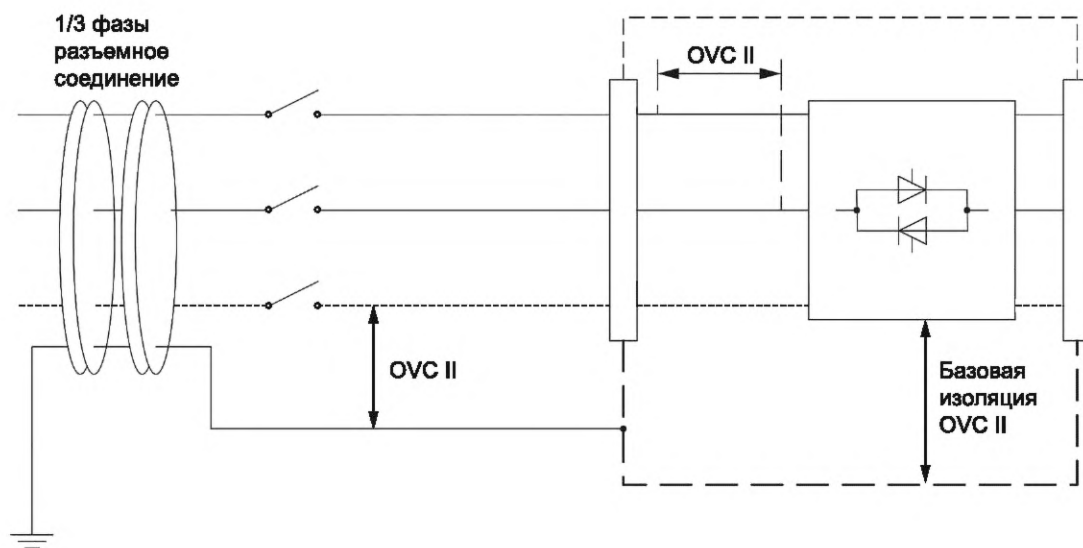 1/3 фазы
разъемное
соединение
OVC II
OVC II
Базовая
изоляция
OVC II